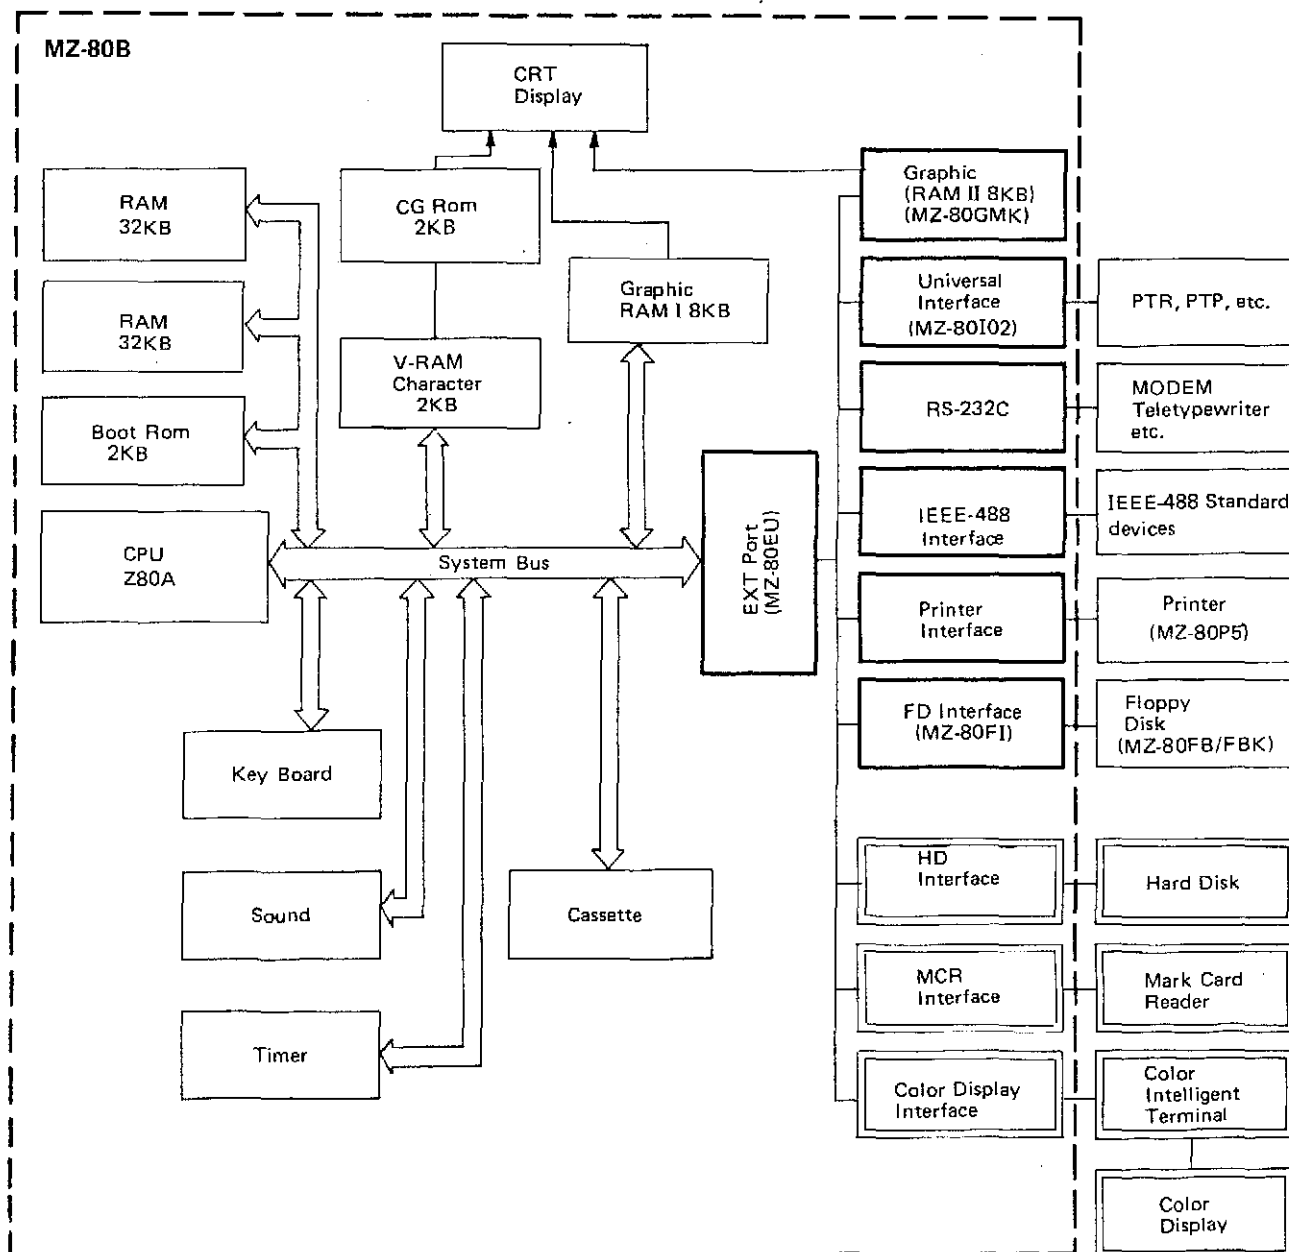 MZ-80B
CRT
Display
RAM
32KB
CG Rom
2KB
Graphic
(RAM II 8KB)
(MZ-80GMK)
RAM
32KB
Graphic
RAM I 8KB
Universal
Interface
(MZ-80I02)
PTR, PTP, etc.
V-RAM
Character
2KB
RS-232C
MODEM
Teletypewriter
etc.
Boot Rom
2KB
CPU
Z80A
System Bus
EXT Port
(MZ-80EU)
IEEE-488
Interface
IEEE-488 Standard
devices
Printer
Interface
Printer
(MZ-80P5)
FD Interface
(MZ-80FI)
Floppy
Disk
(MZ-80FB/FBK)
Key Board
Sound
Cassette
HD
Interface
Hard Disk
MCR
Interface
Mark Card
Reader
Timer
Color Display
Interface
Color
Intelligent
Terminal
Color
Display